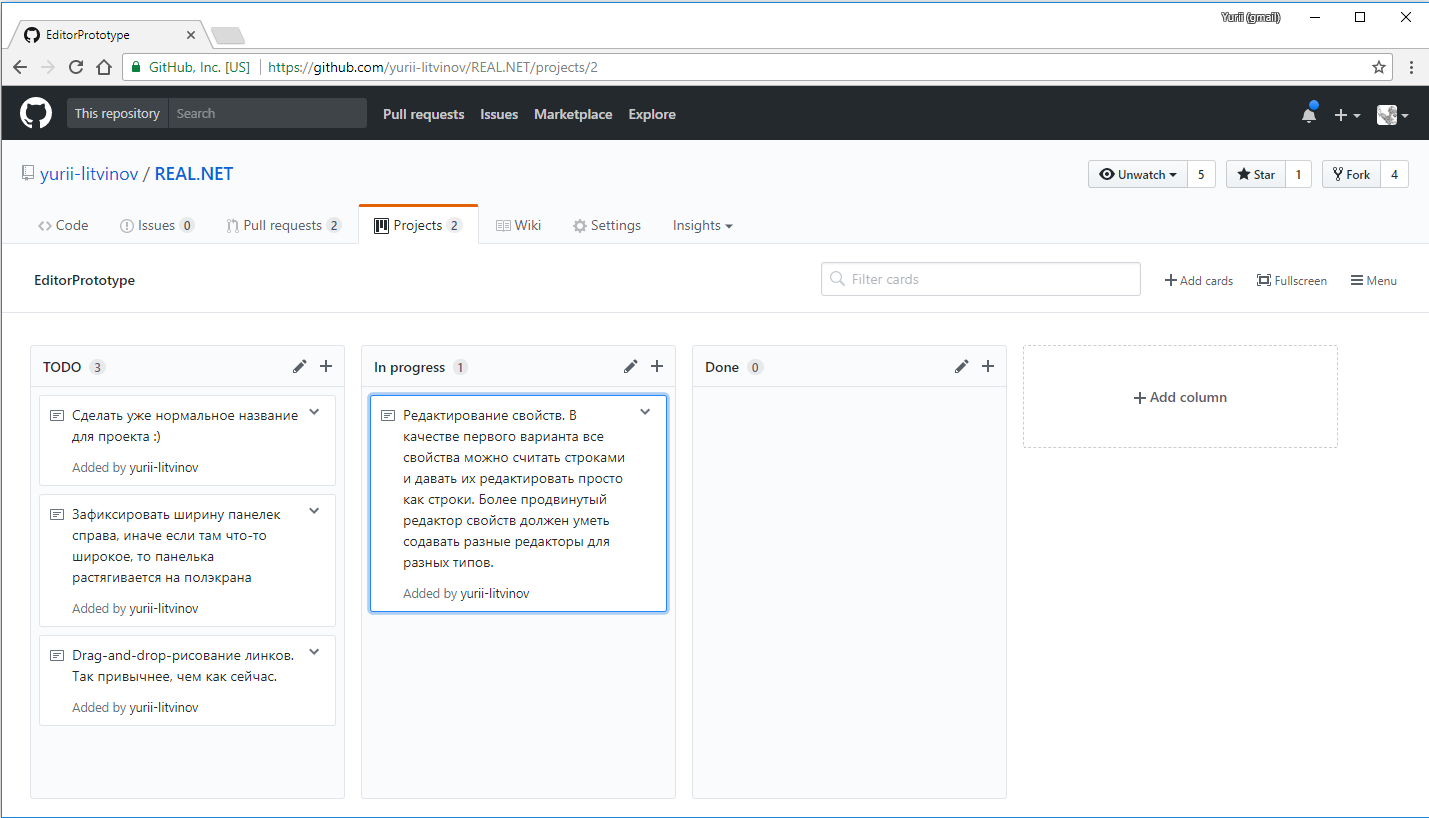 Yurii (gmail)
EditorPrototype
GitHub, Inc. [US] https://github.com/yurii-litvinov/REAL.NET/projects/2
This repository Search Pull requests Issues Marketplace Explore
yurii-litvinov / REAL.NET Unwatch 5 Star 1 Fork 4
Code Issues 0 Pull requests 2 Projects 2 Wiki Settings Insights
EditorPrototype Filter cards Add cards Fullscreen Menu
TODO 3
Сделать уже нормальное название
для проекта :)
Added by yurii-litvinov
Зафиксировать ширину панелек
справа, иначе если там что-то
широкое, то панелька
растягивается на полэкрана
Added by yurii-litvinov
Drag-and-drop-рисование линков.
Так привычнее, чем как сейчас.
Added by yurii-litvinov
In progress 1
Редактирование свойств. В
качестве первого варианта все
свойства можно считать строками
и давать их редактировать просто
как строки. Более продвинутый
редактор свойств должен уметь
содавать разные редакторы для
разных типов.
Added by yurii-litvinov
Done 0
Add column